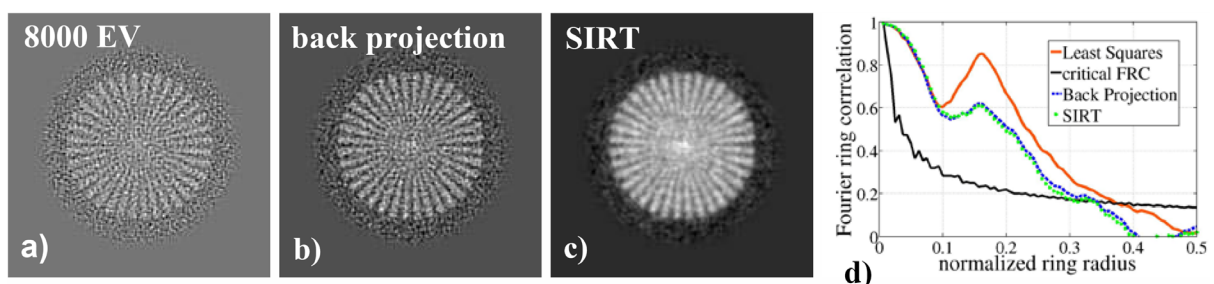 8000 EV
back projection
SIRT
a)
b)
c)
d)
Fourier ring corrrelation
1
0.8
0.6
0.4
0.2
0
0
0.1
0.2
0.3
0.4
0.5
normalized ring radius
Least Squares
critical FRC
Back Projection
SIRT